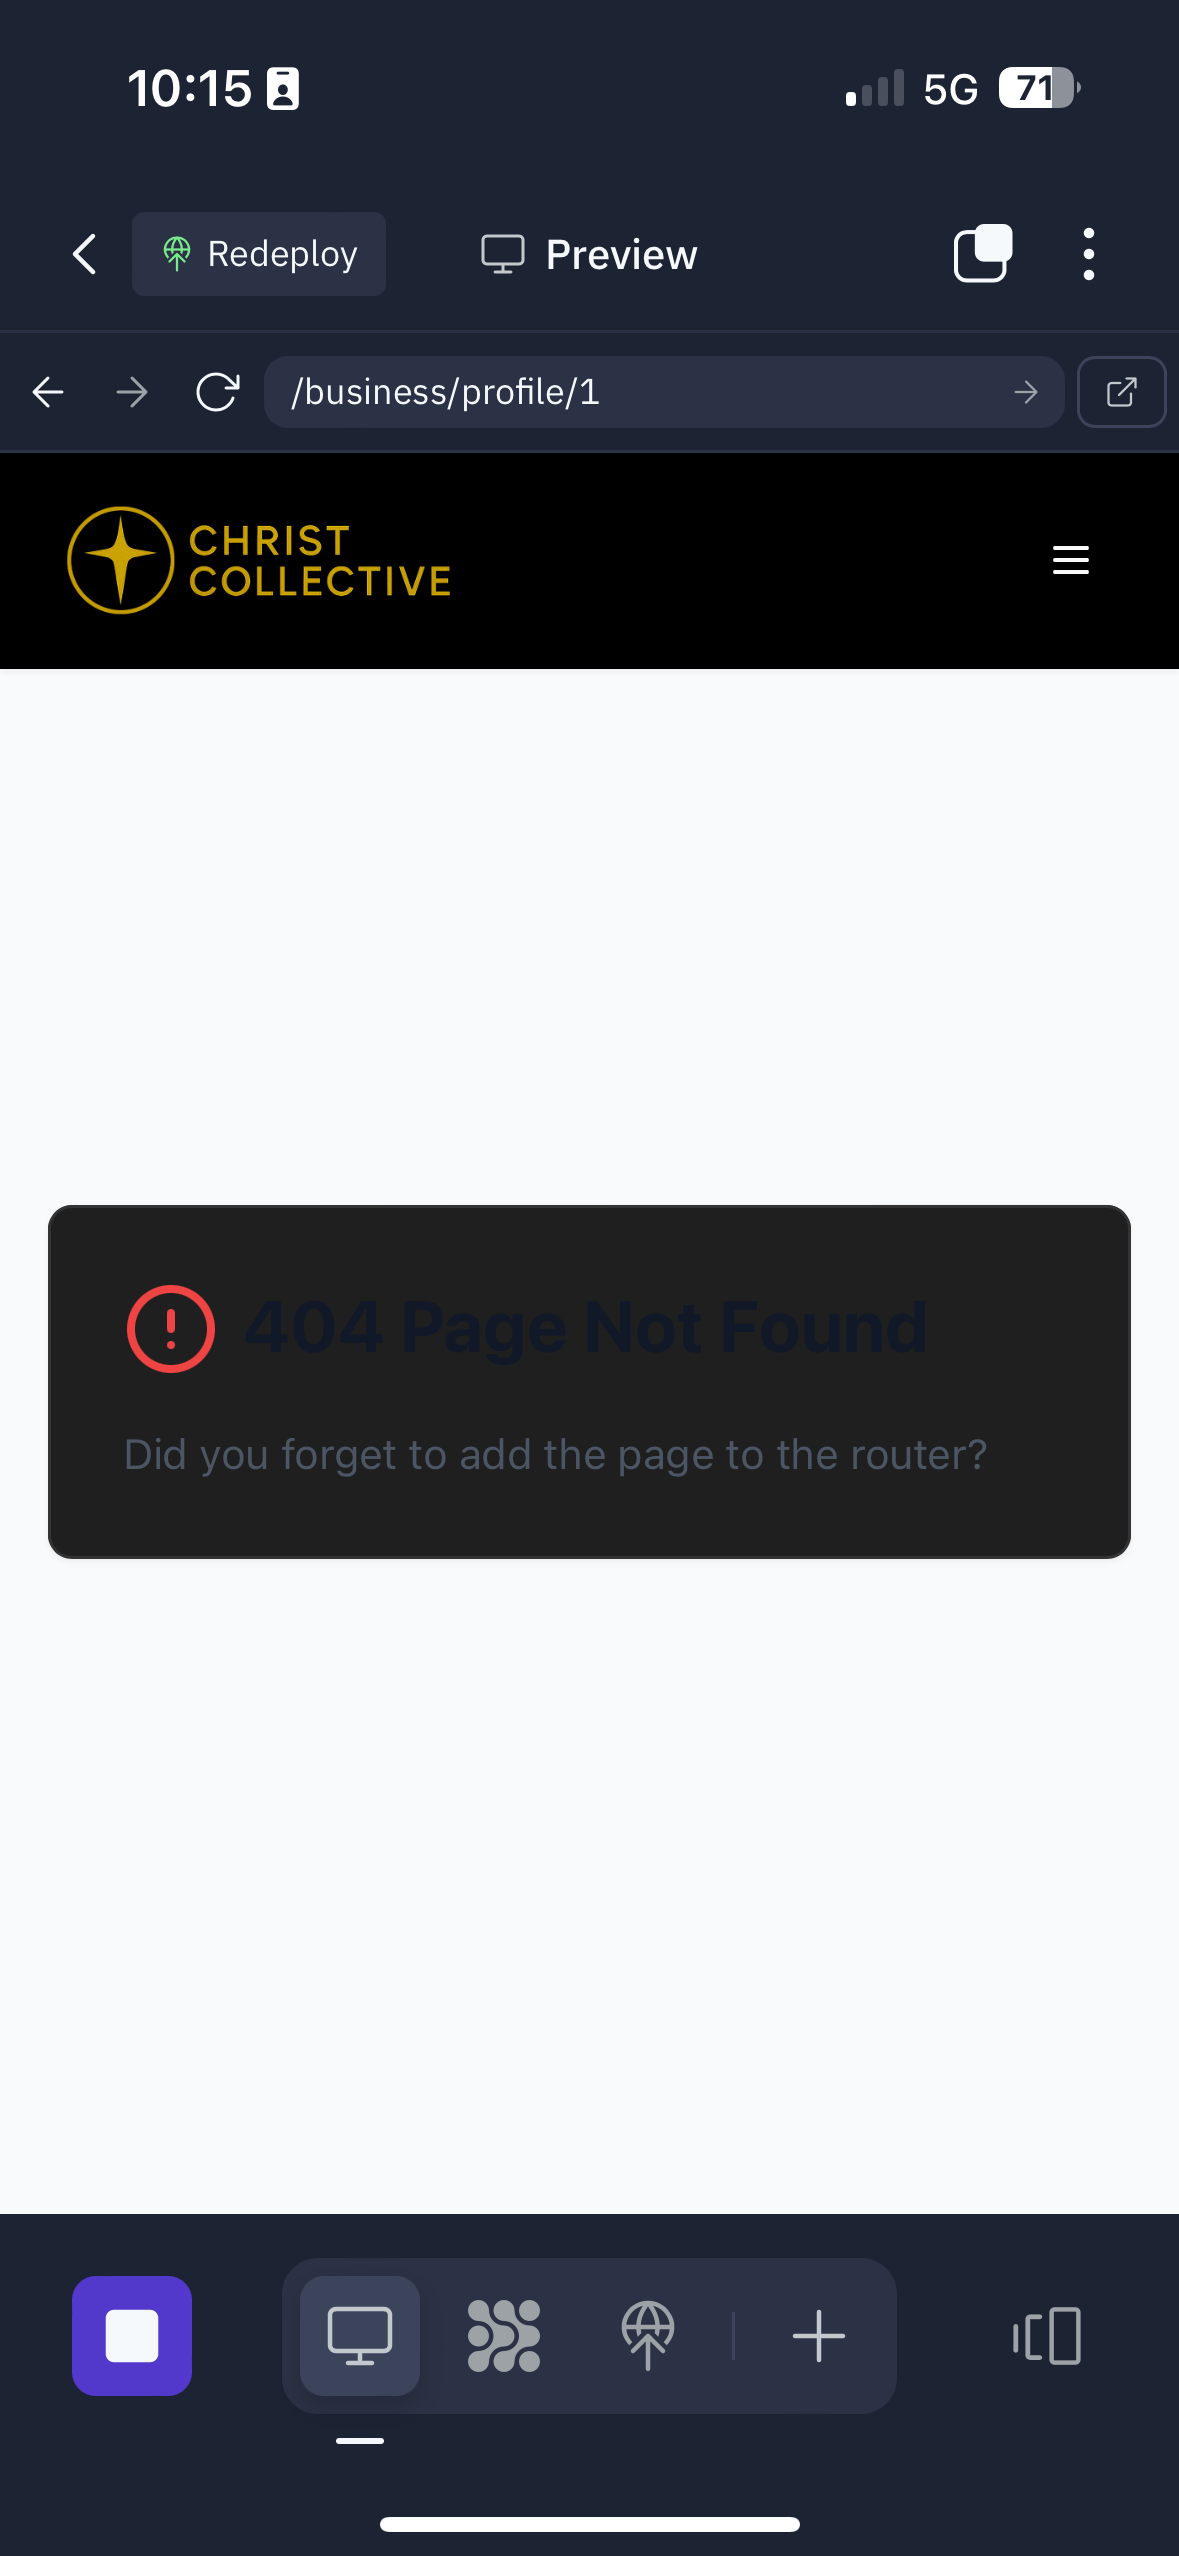 10:15
5G
71
Redeploy
Preview
/business/profile/1
CHRIST
COLLECTIVE
404 Page Not Found
Did you forget to add the page to the router?